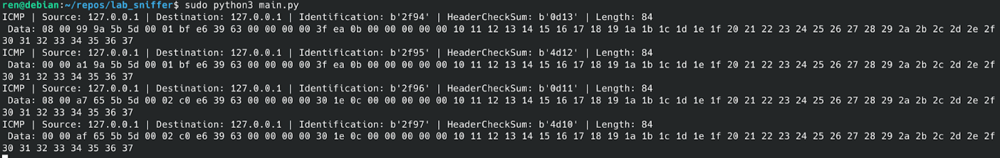 ren@debian:~/repos/lab_sniffer$ sudo python3 main.py
ICMP | Source: 127.0.0.1 | Destination: 127.0.0.1 | Identification: b'2f94' | HeaderCheckSum: b'0d13' | Length: 84
Data: 08 00 99 9a 5b 5d 00 01 bf e6 39 63 00 00 00 00 3f ea 0b 00 00 00 00 00 10 11 12 13 14 15 16 17 18 19 1a 1b 1c 1d 1e 1f 20 21 22 23 24 25 26 27 28 29 2a 2b 2c 2d 2e 2f
30 31 32 33 34 35 36 37
ICMP | Source: 127.0.0.1 | Destination: 127.0.0.1 | Identification: b'2f95' | HeaderCheckSum: b'4d12' | Length: 84
Data: 00 00 a1 9a 5b 5d 00 01 bf e6 39 63 00 00 00 00 3f ea 0b 00 00 00 00 00 10 11 12 13 14 15 16 17 18 19 1a 1b 1c 1d 1e 1f 20 21 22 23 24 25 26 27 28 29 2a 2b 2c 2d 2e 2f
30 31 32 33 34 35 36 37
ICMP | Source: 127.0.0.1 | Destination: 127.0.0.1 | Identification: b'2f96' | HeaderCheckSum: b'0d11' | Length: 84
Data: 08 00 a7 65 5b 5d 00 02 c0 e6 39 63 00 00 00 00 30 1e 0c 00 00 00 00 00 10 11 12 13 14 15 16 17 18 19 1a 1b 1c 1d 1e 1f 20 21 22 23 24 25 26 27 28 29 2a 2b 2c 2d 2e 2f
30 31 32 33 34 35 36 37
ICMP | Source: 127.0.0.1 | Destination: 127.0.0.1 | Identification: b'2f97' | HeaderCheckSum: b'4d10' | Length: 84
Data: 00 00 af 65 5b 5d 00 02 c0 e6 39 63 00 00 00 00 30 1e 0c 00 00 00 00 00 10 11 12 13 14 15 16 17 18 19 1a 1b 1c 1d 1e 1f 20 21 22 23 24 25 26 27 28 29 2a 2b 2c 2d 2e 2f
30 31 32 33 34 35 36 37